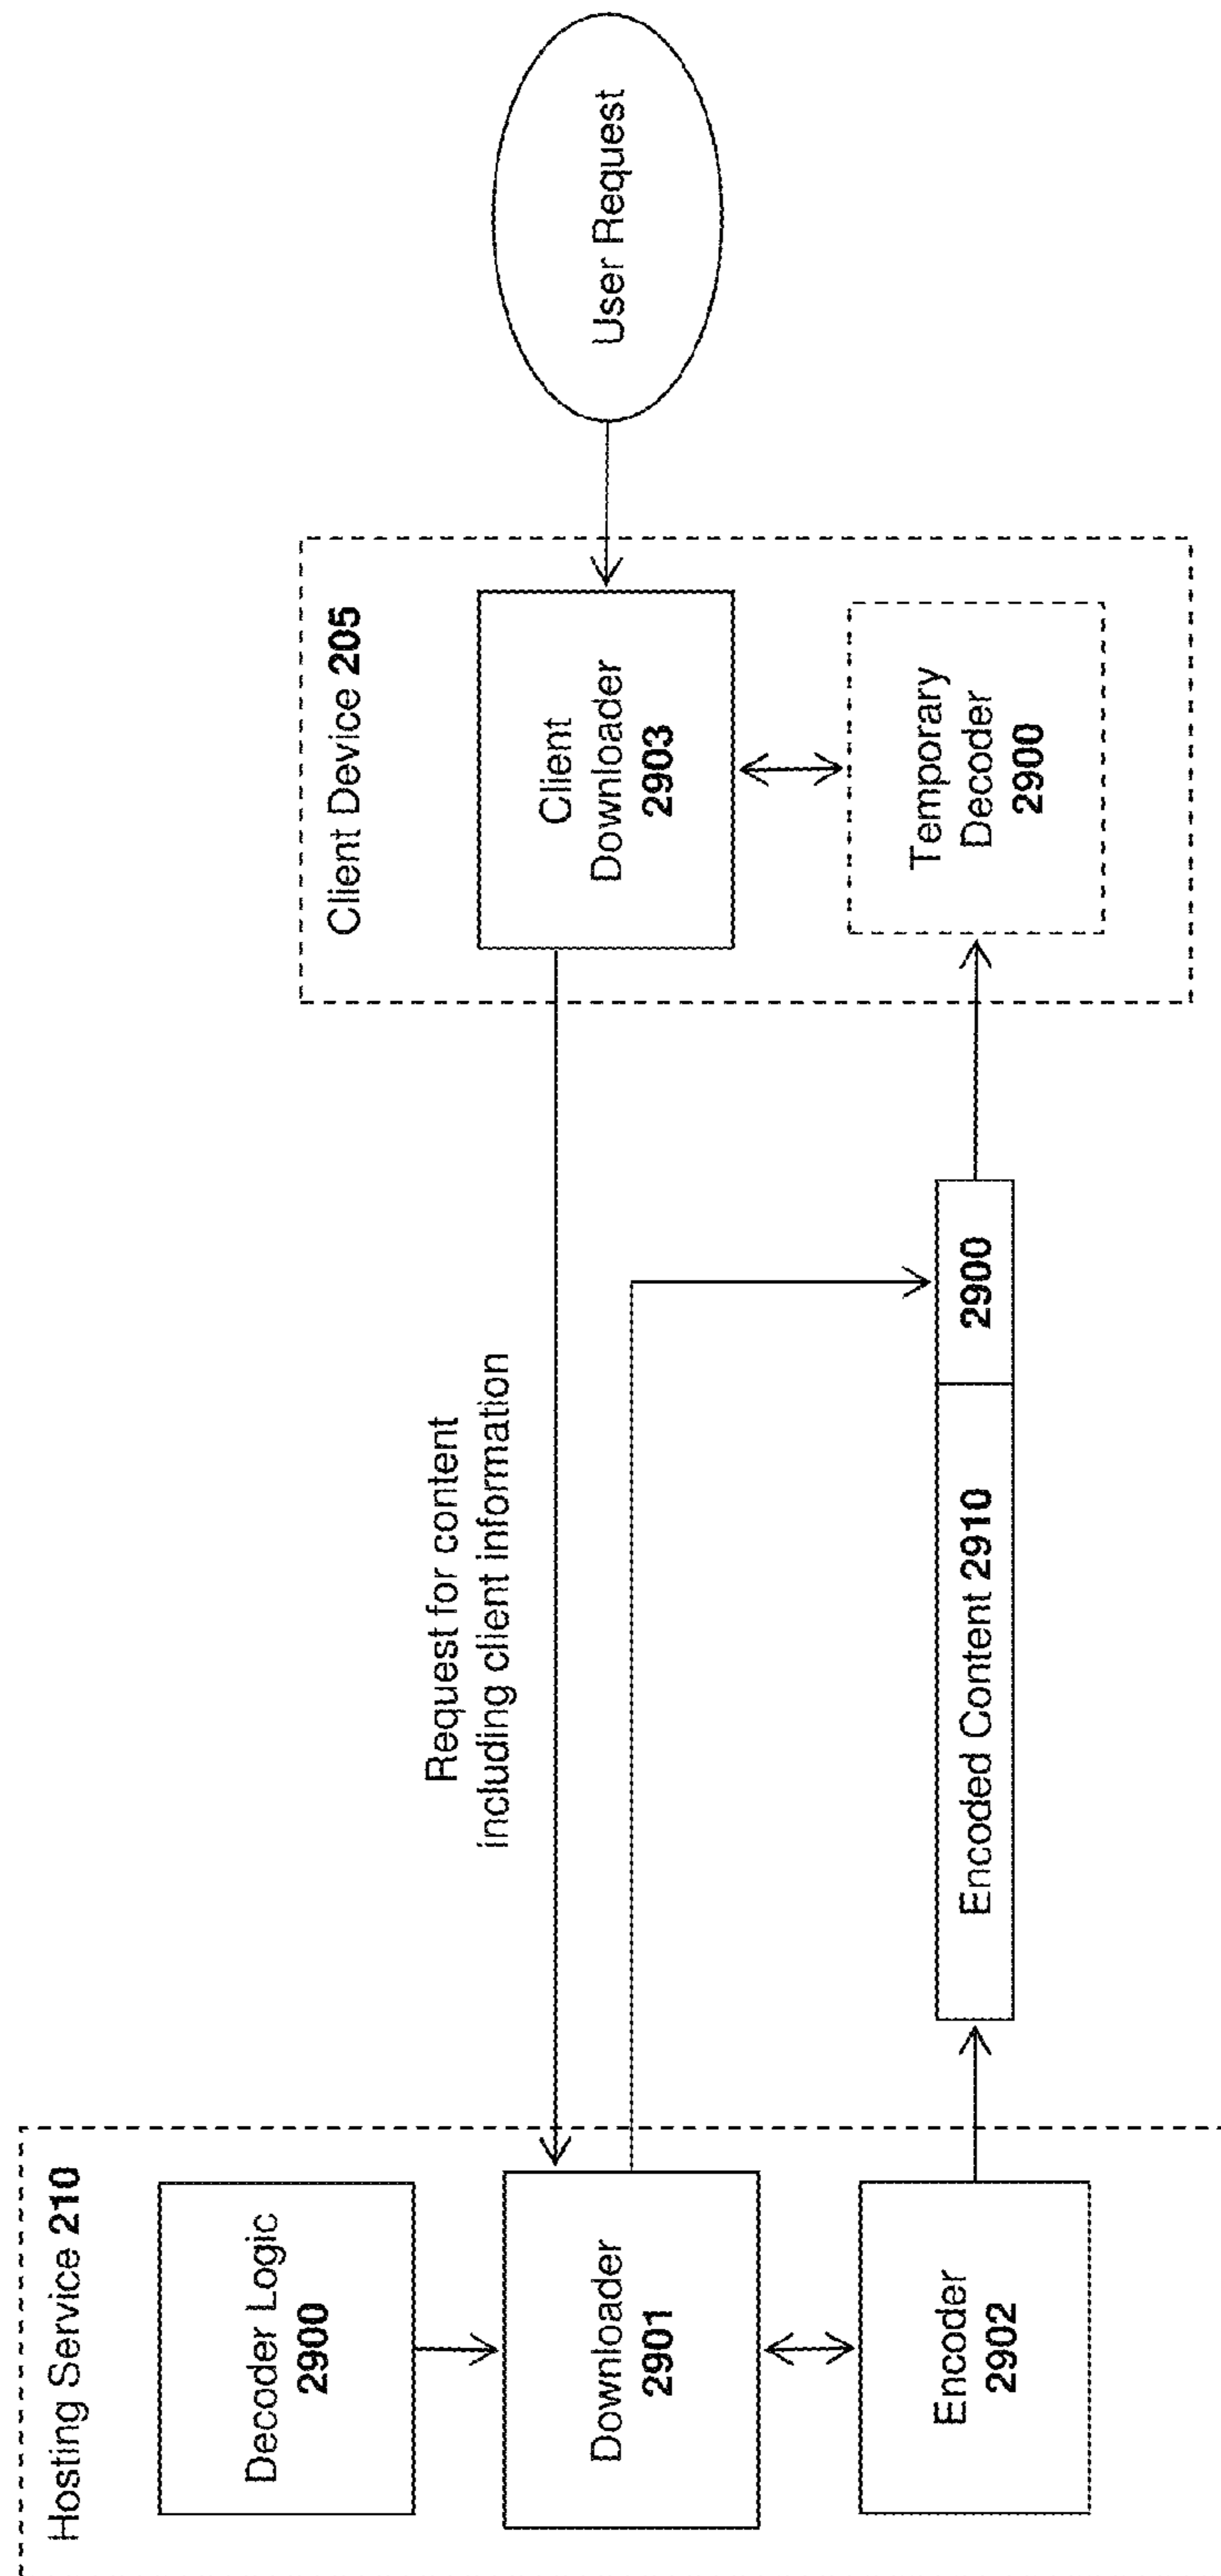 Hosting Service 210
Decoder Logic
2900
Downloader
2901
Encoder
2902
Request for content
including client information
Encoded Content 2910
2900
Client Device 205
Client
Downloader
2903
Temporary
Decoder
2900
User Request